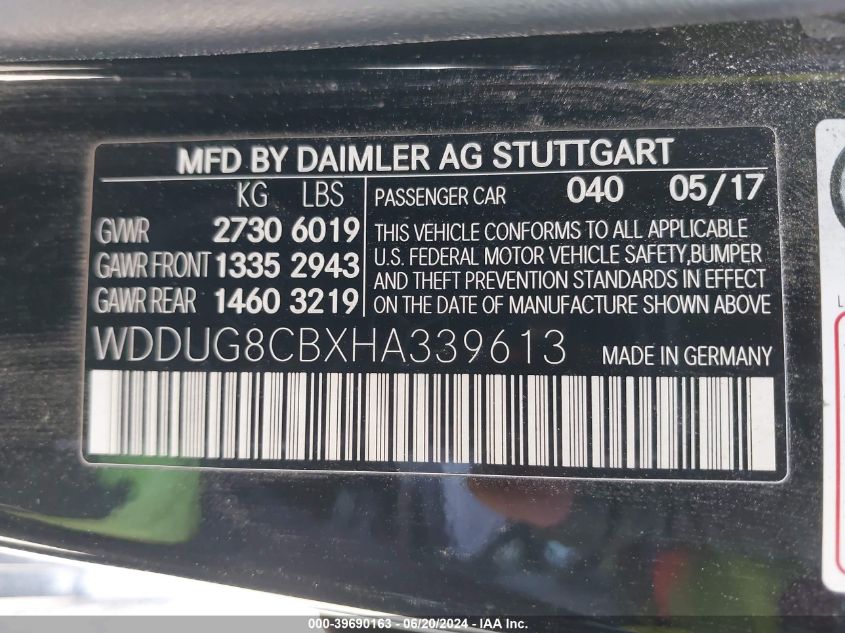 MFD BY DAIMLER AG STUTTGART
KG LBS
GVWR 2730 6019
GAWR FRONT 1335 2943
GAWR REAR 1460 3219
PASSENGER CAR 040 05/17
THIS VEHICLE CONFORMS TO ALL APPLICABLE
U.S. FEDERAL MOTOR VEHICLE SAFETY,BUMPER
AND THEFT PREVENTION STANDARDS IN EFFECT
ON THE DATE OF MANUFACTURE SHOWN ABOVE
WDDUG8CBXHA339613 MADE IN GERMANY
000-39690163 - 06/20/2024 - IAA Inc.